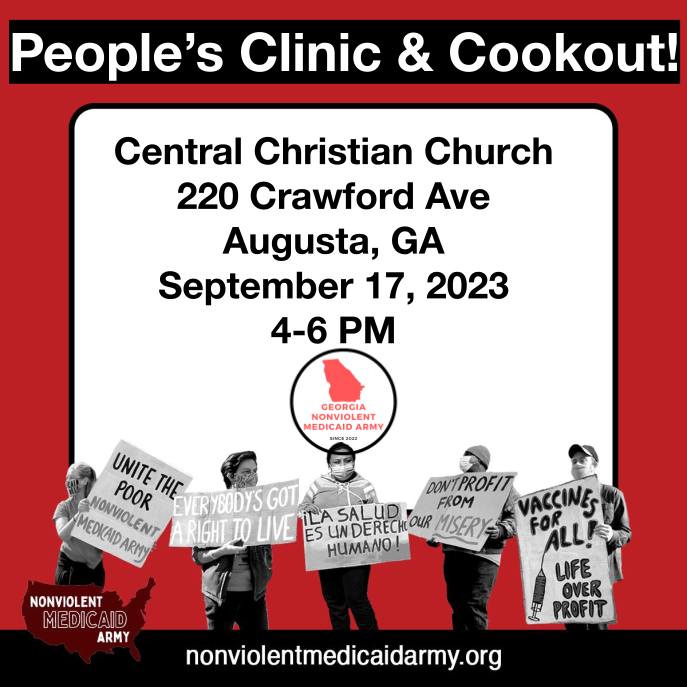 People's Clinic & Cookout!
Central Christian Church
220 Crawford Ave
Augusta, GA
September 17, 2023
4-6 PM
GEORGIA
NONVIOLENT
MEDICAID ARMY
SINCE 2022
UNITE THE
POOR
NONVIOLENT
MEDICAID ARMY
EVERYBODY'S GOT
A RIGHT TO LIVE
¡LA SALUD
ES UN DERECHO
HUMANO!
DON'T PROFIT
FROM
OUR MISERY
VACCINES
FOR
ALL!
LIFE
OVER
PROFIT
NONVIOLENT
MEDICAID
ARMY
nonviolentmedicaidarmy.org